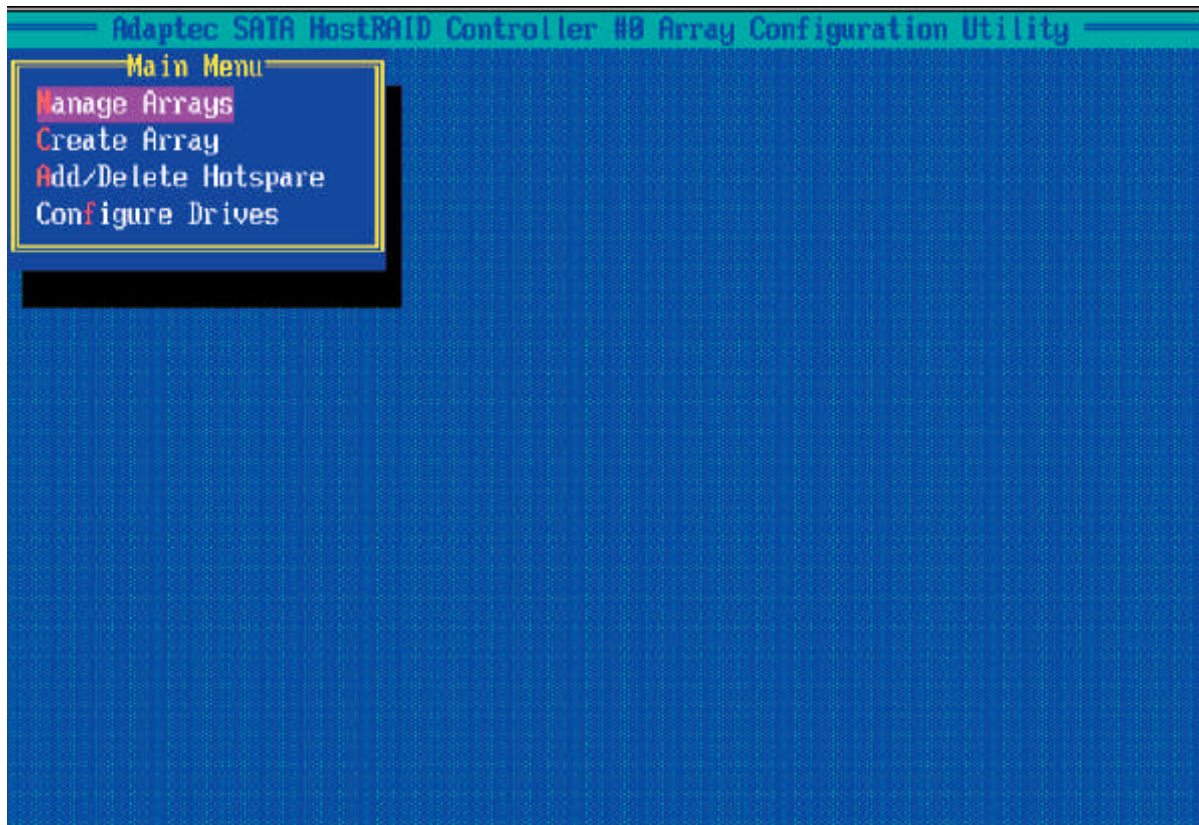 Adaptec SATA HostRAID Controller #0 Array Configuration Utility
Main Menu
Manage Arrays
Create Array
Add/Delete Hotspare
Configure Drives